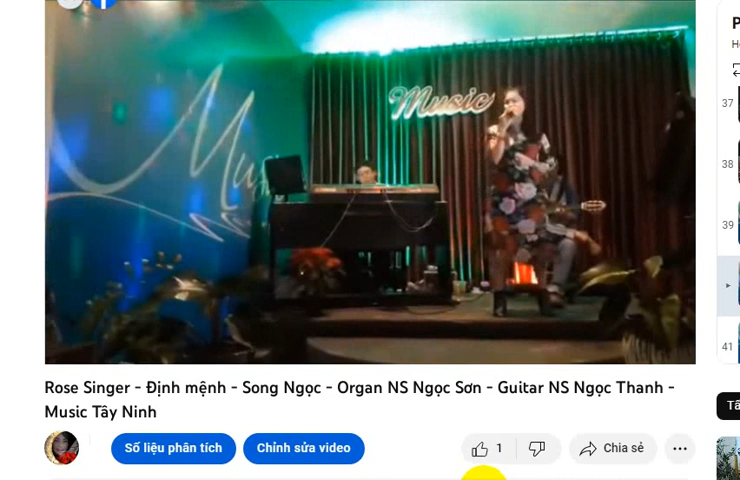 Mu
Music
Rose Singer - Định mệnh - Song Ngọc - Organ NS Ngọc Sơn - Guitar NS Ngọc Thanh -
Music Tây Ninh
Số liệu phân tích
Chỉnh sửa video
1
Chia sẻ
37
38
39
41